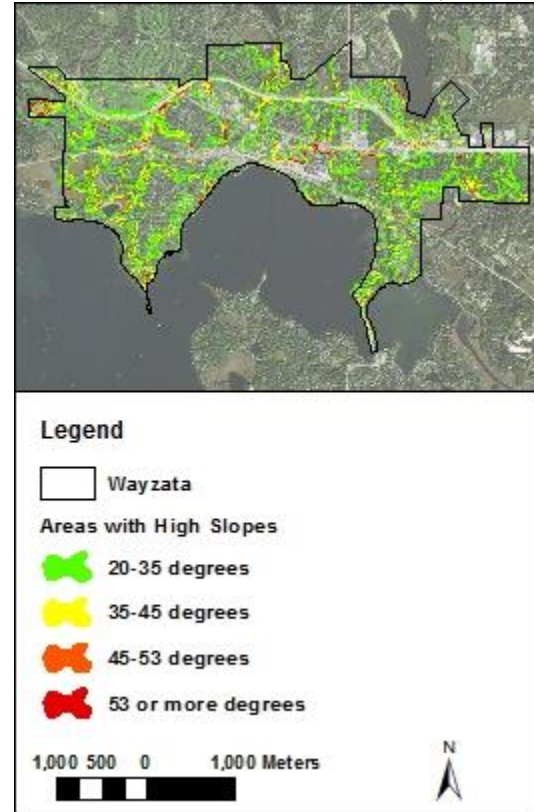 Legend
Wayzata
Areas with High Slopes
20-35 degrees
35-45 degrees
45-53 degrees
53 or more degrees
1,000 500 0 1,000 Meters
N